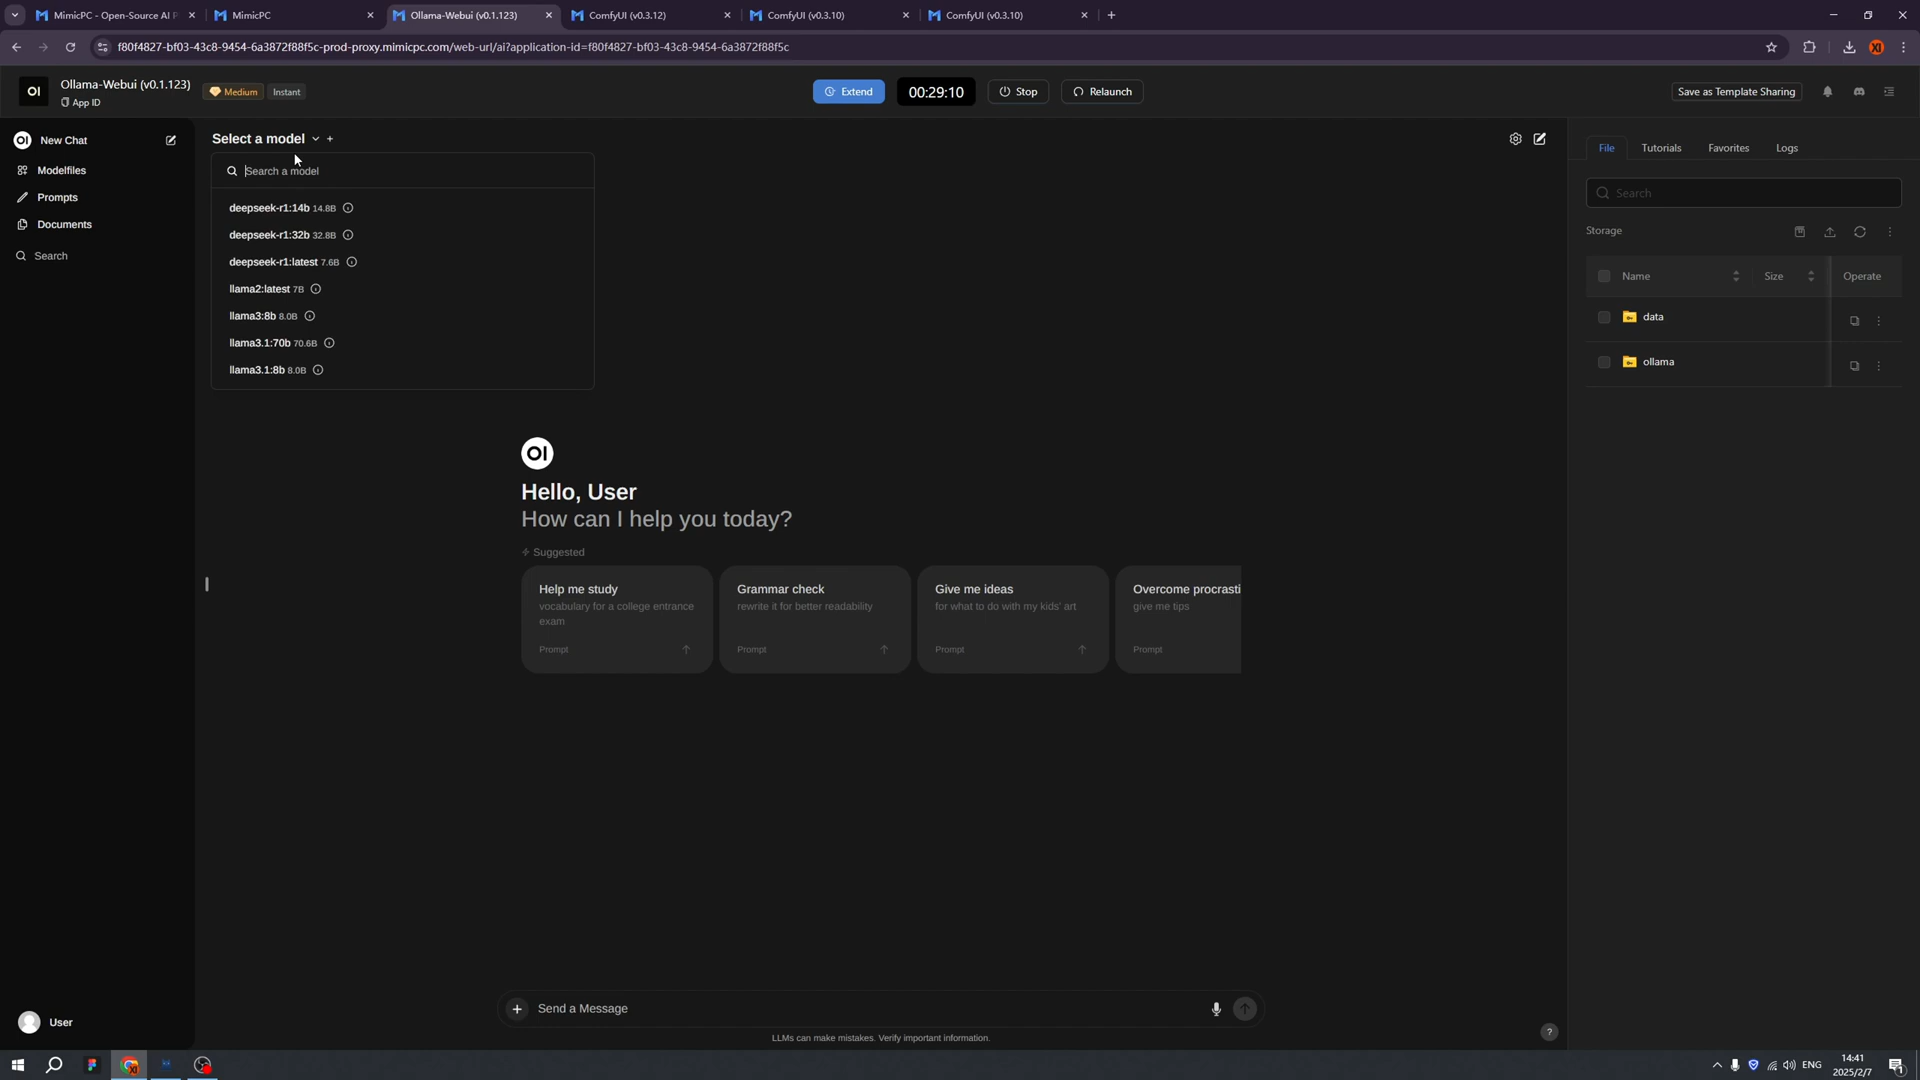 MimicPC - Open-Source AI P
MimicPC
Ollama-Webui (v0.1.123)
ComfyUI (v0.3.12)
ComfyUI (v0.3.10)
ComfyUI (v0.3.10)
f80f4827-bf03-43c8-9454-6a3872f88f5c-prod-proxy.mimicpc.com/web-url/ai?application-id=f80f4827-bf03-43c8-9454-6a3872f88f5c
XI
OI
Ollama-Webui (v0.1.123)
App ID
Medium
Instant
Extend
00:29:10
Stop
Relaunch
Save as Template Sharing
OI
New Chat
Modelfiles
Prompts
Documents
Search
Select a model
Search a model
deepseek-r1:14b 14.8B
deepseek-r1:32b 32.8B
deepseek-r1:latest 7.6B
llama2:latest 7B
llama3:8b 8.0B
llama3.1:70b 70.6B
llama3.1:8b 8.0B
OI
Hello, User
How can I help you today?
Suggested
Help me study
vocabulary for a college entrance
exam
Prompt
Grammar check
rewrite it for better readability
Prompt
Give me ideas
for what to do with my kids' art
Prompt
Overcome procrasti
give me tips
Prompt
Send a Message
LLMs can make mistakes. Verify important information.
?
File
Tutorials
Favorites
Logs
Search
Storage
Name
Size
Operate
data
ollama
User
XI
ENG
14:41
2025/2/7
1